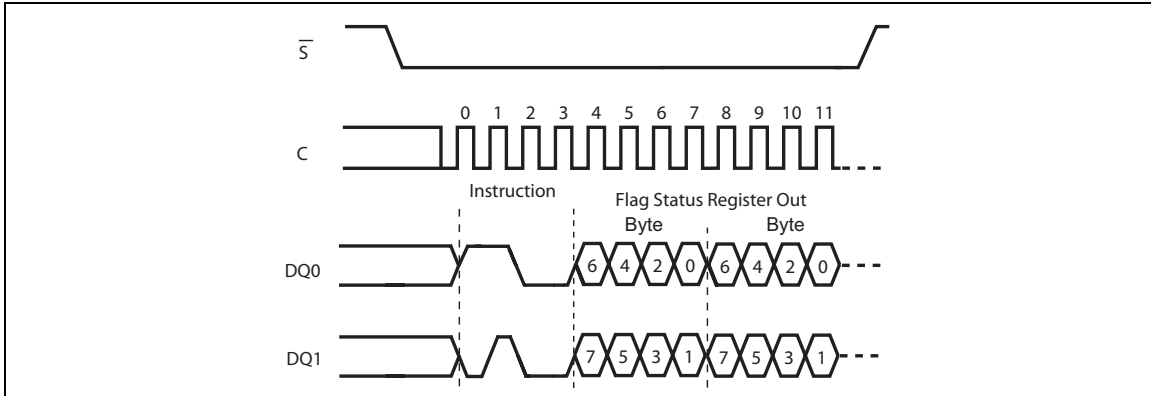 S
0 1 2 3 4 5 6 7 8 9 10 11
C
Instruction
Flag Status Register Out
Byte Byte
DQ0 6 4 2 0 6 4 2 0
DQ1 7 5 3 1 7 5 3 1